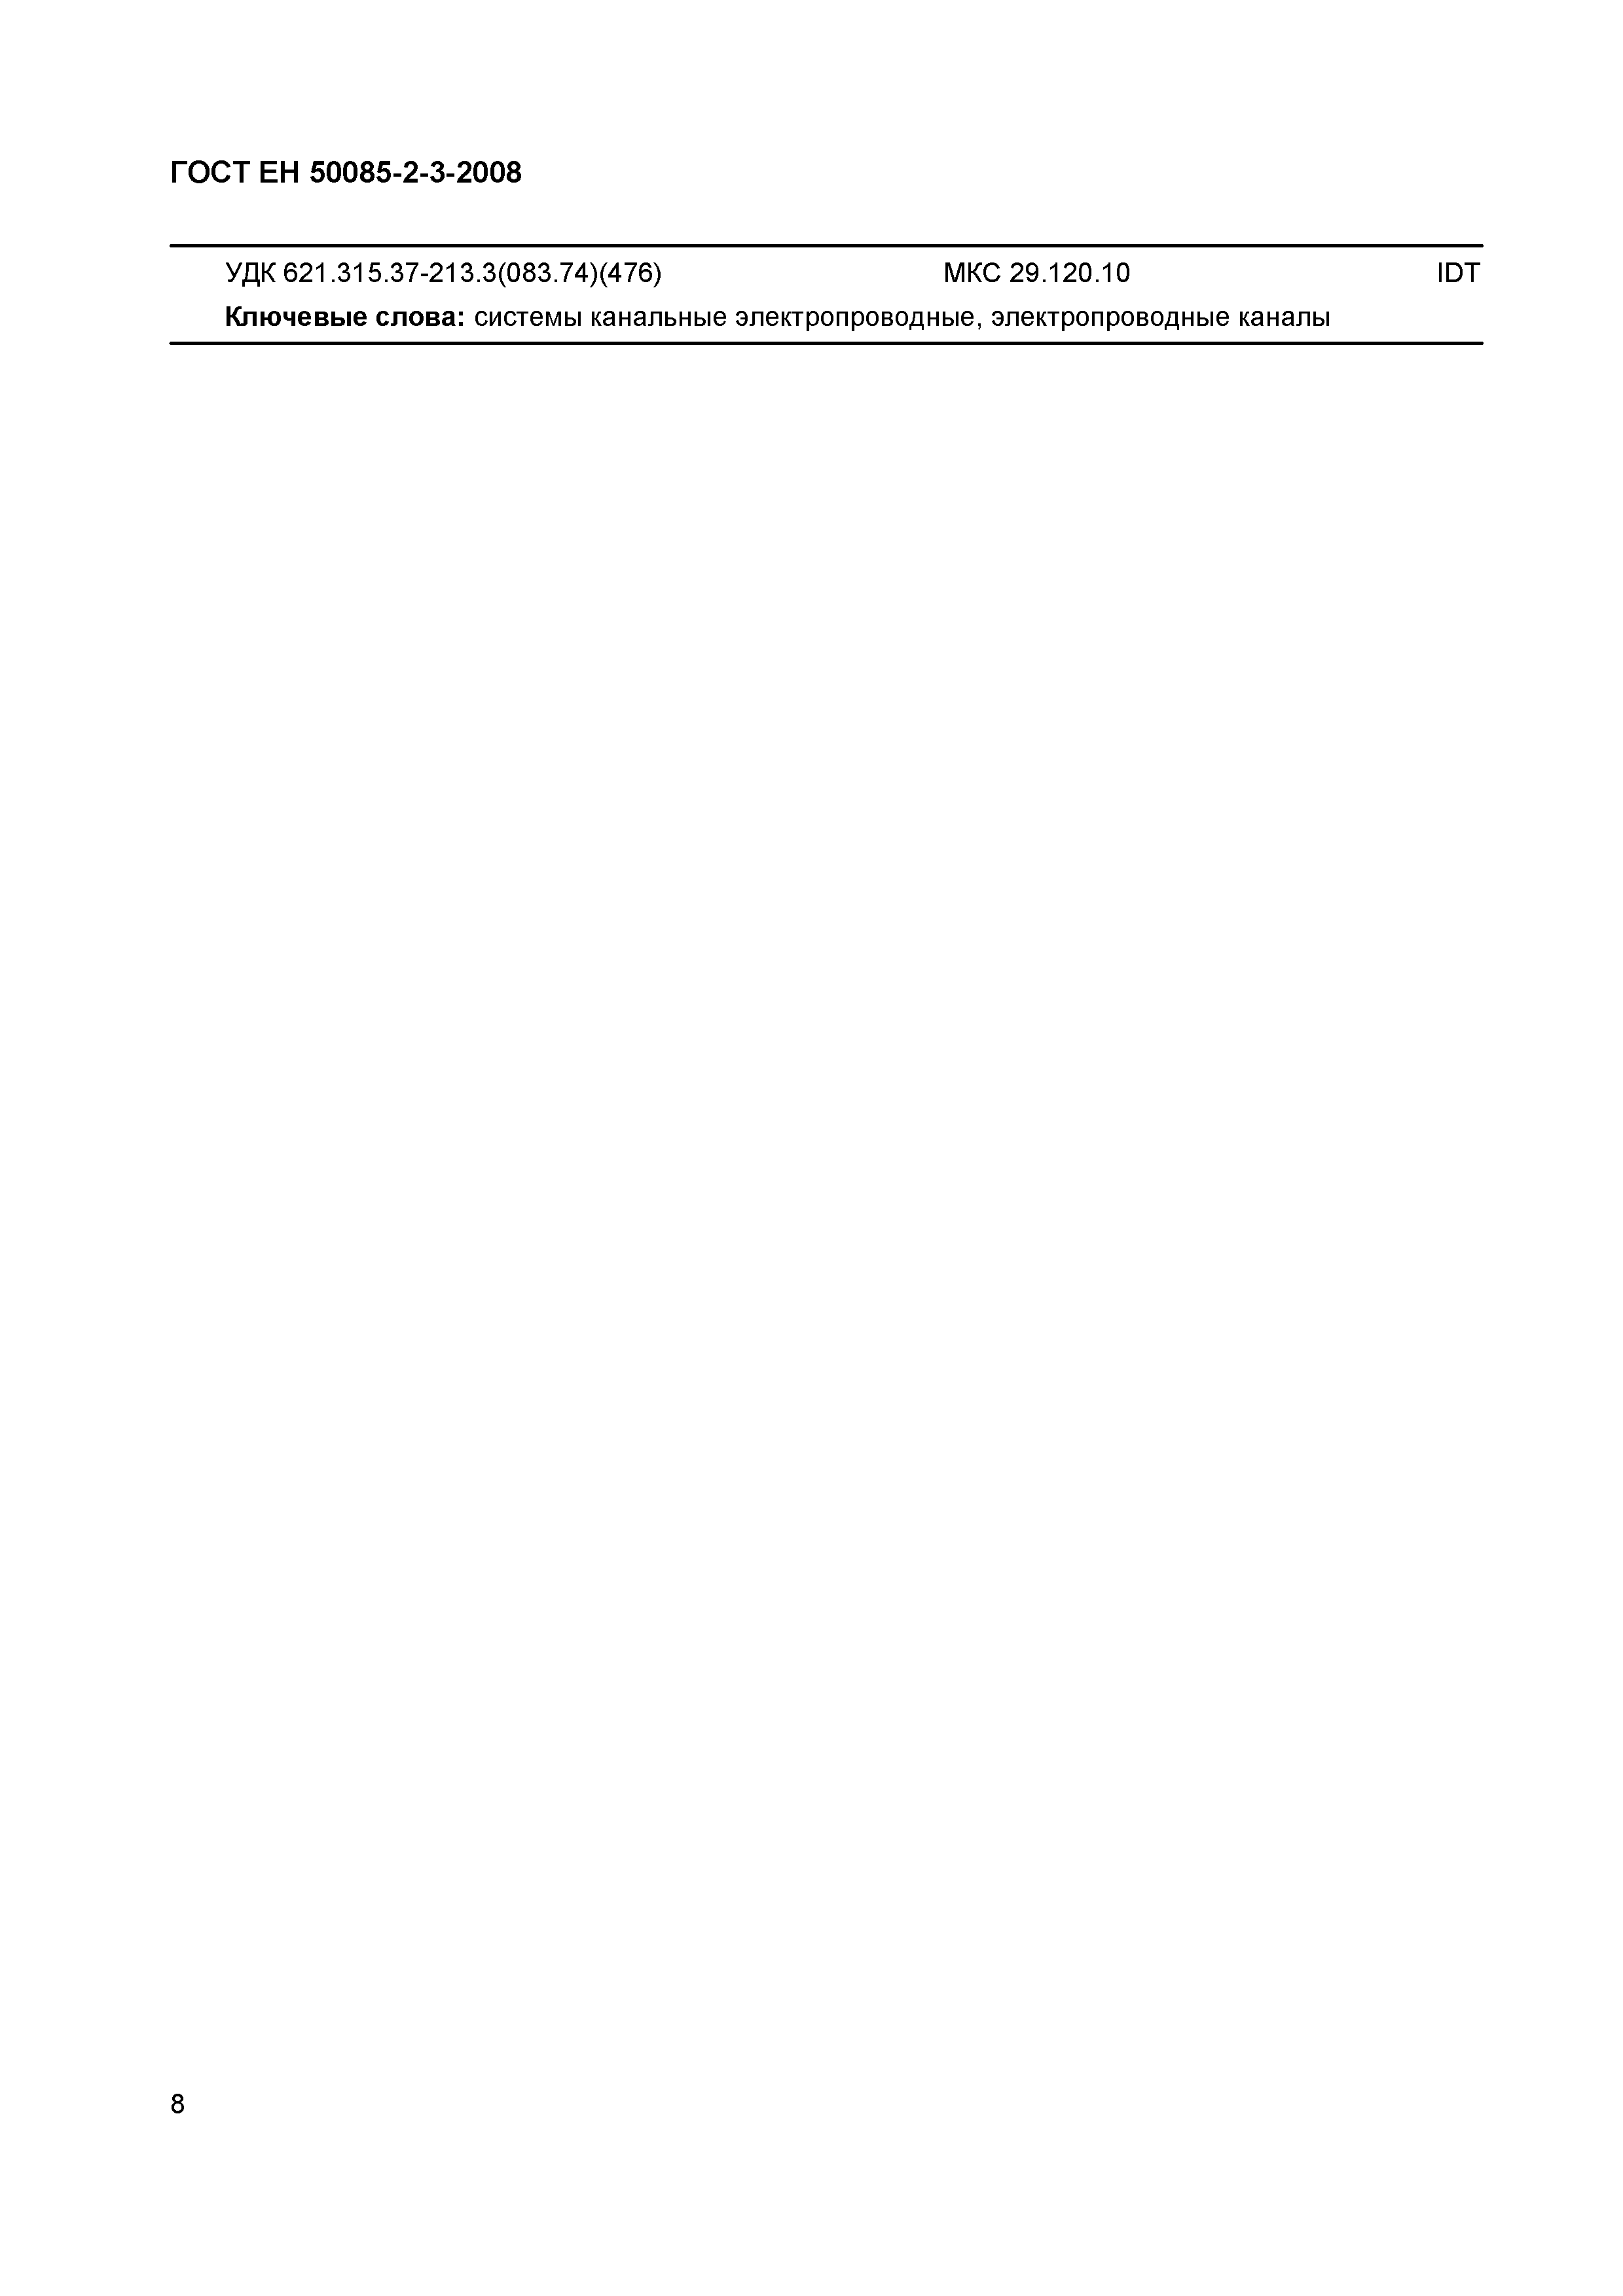 ГОСТ ЕН 50085-2-3-2008
УДК 621.315.37-213.3(083.74)(476) МКС 29.120.10 IDT
Ключевые слова: системы канальные электропроводные, электропроводные каналы
8